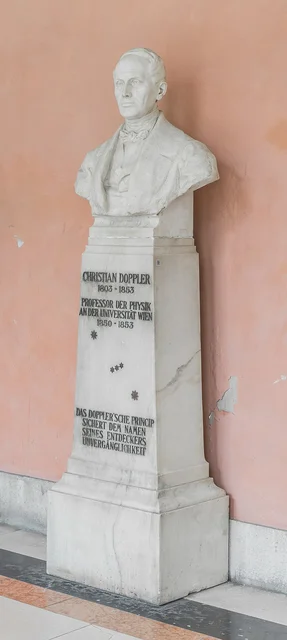 CHRISTIAN DOPPLER
1803 - 1853
PROFESSOR DER PHYSIK
AN DER UNIVERSITÄT WIEN
1850 - 1853
DAS DOPPLER'SCHE PRINCIP
SICHERT DEM NAMEN
SEINES ENTDECKERS
UNVERGÄNGLICHKEIT